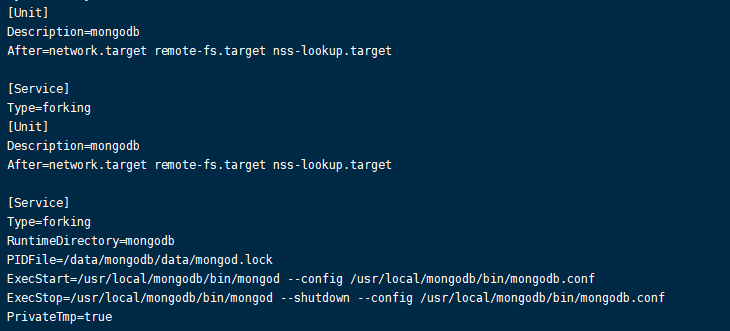 [Unit]
Description=mongodb
After=network.target remote-fs.target nss-lookup.target
[Service]
Type=forking
[Unit]
Description=mongodb
After=network.target remote-fs.target nss-lookup.target
[Service]
Type=forking
RuntimeDirectory=mongodb
PIDFile=/data/mongodb/data/mongod.lock
ExecStart=/usr/local/mongodb/bin/mongod --config /usr/local/mongodb/bin/mongodb.conf
ExecStop=/usr/local/mongodb/bin/mongod --shutdown --config /usr/local/mongodb/bin/mongodb.conf
PrivateTmp=true